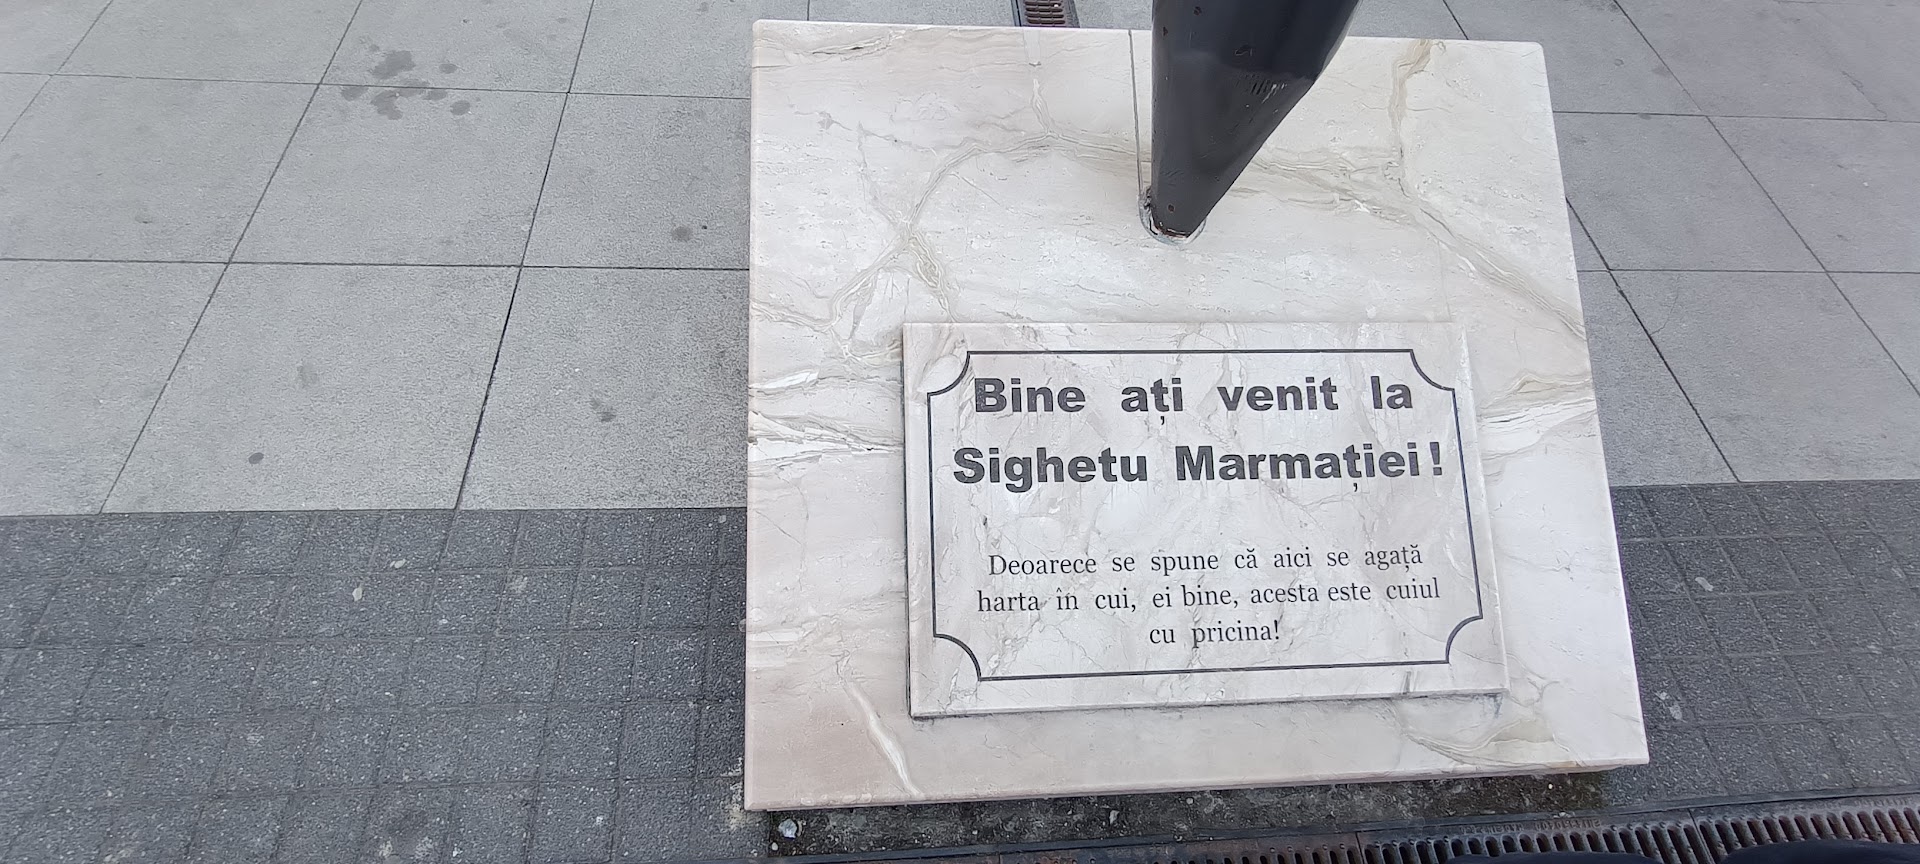 Bine ați venit la
Sighetu Marmației!
Deoarece se spune că aici se agață
harta în cui, ei bine, acesta este cuiul
cu pricina!